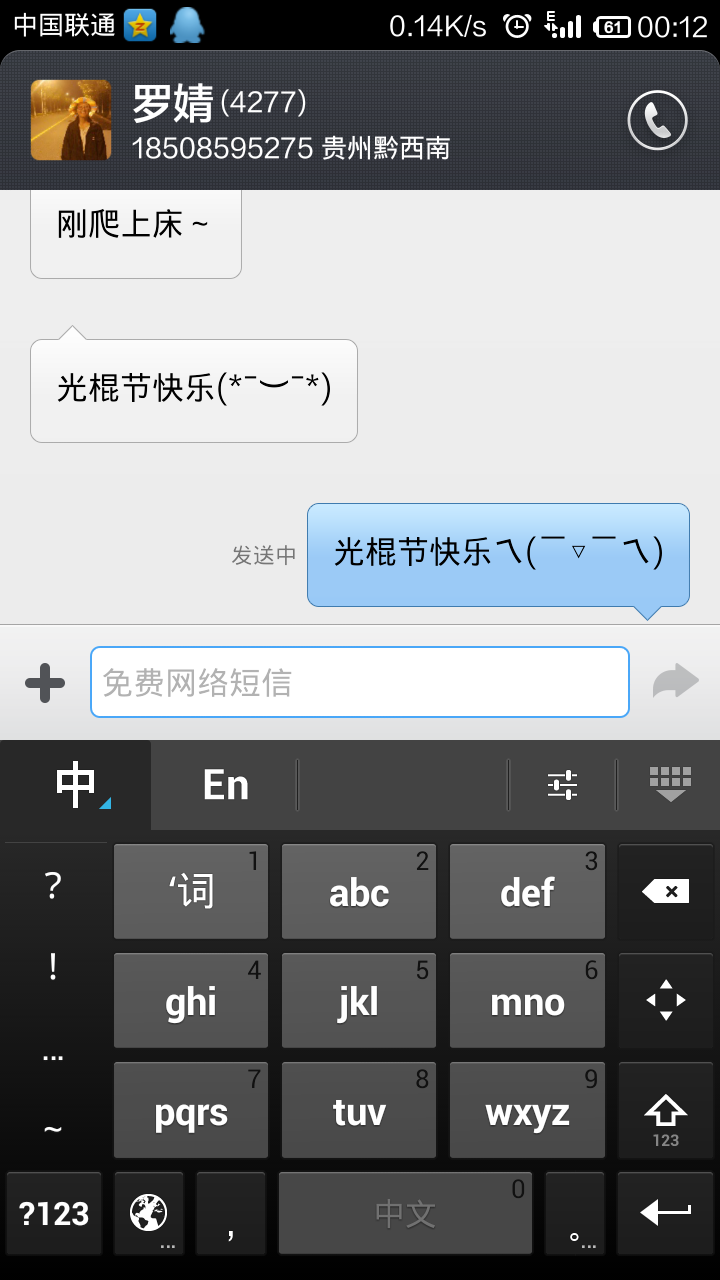 中国联通 0.14K/s E 61 00:12
罗婧(4277)
18508595275 贵州黔西南
刚爬上床~
光棍节快乐(*¯︶¯*)
发送中 光棍节快乐ヘ(￣▽￣ヘ)
免费网络短信
中 En
? '词 1 abc 2 def 3
! ghi 4 jkl 5 mno 6
... pqrs 7 tuv 8 wxyz 9
~ 123
?123 ... , 中文 0 。...